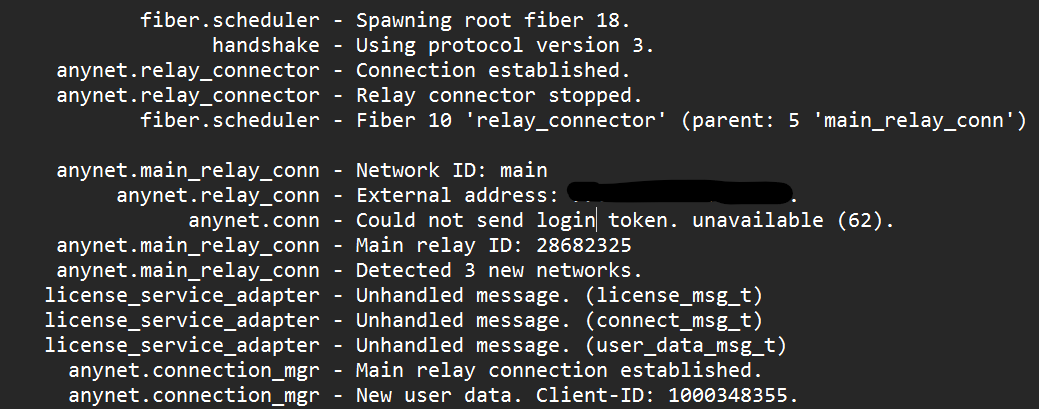 fiber.scheduler - Spawning root fiber 18.
handshake - Using protocol version 3.
anynet.relay_connector - Connection established.
anynet.relay_connector - Relay connector stopped.
fiber.scheduler - Fiber 10 'relay_connector' (parent: 5 'main_relay_conn')
anynet.main_relay_conn - Network ID: main
anynet.relay_conn - External address: .
anynet.conn - Could not send login token. unavailable (62).
anynet.main_relay_conn - Main relay ID: 28682325
anynet.main_relay_conn - Detected 3 new networks.
license_service_adapter - Unhandled message. (license_msg_t)
license_service_adapter - Unhandled message. (connect_msg_t)
license_service_adapter - Unhandled message. (user_data_msg_t)
anynet.connection_mgr - Main relay connection established.
anynet.connection_mgr - New user data. Client-ID: 1000348355.